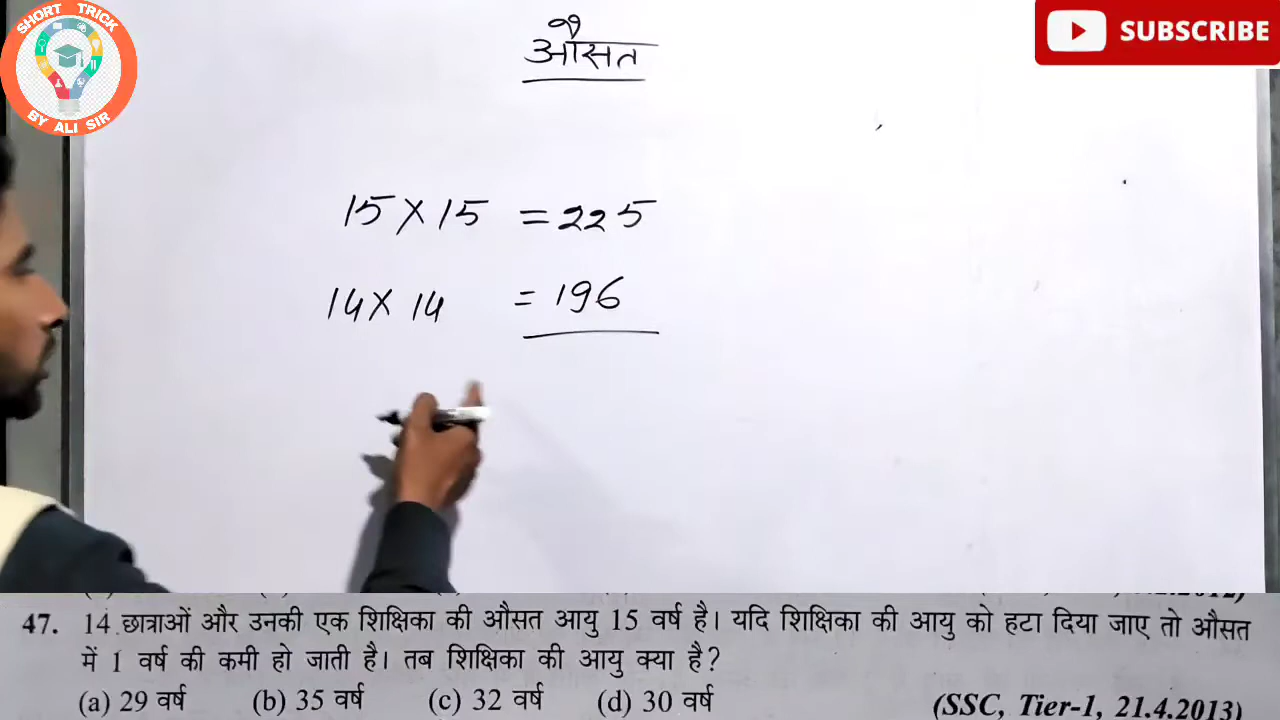 SHORT TRICK
BY ALI SIR
SUBSCRIBE
औसत
15 × 15 = 225
14 × 14 = 196
47. 14 छात्राओं और उनकी एक शिक्षिका की औसत आयु 15 वर्ष है। यदि शिक्षिका की आयु को हटा दिया जाए तो औसत
में 1 वर्ष की कमी हो जाती है। तब शिक्षिका की आयु क्या है?
(a) 29 वर्ष (b) 35 वर्ष (c) 32 वर्ष (d) 30 वर्ष
(SSC, Tier-1, 21.4.2013)